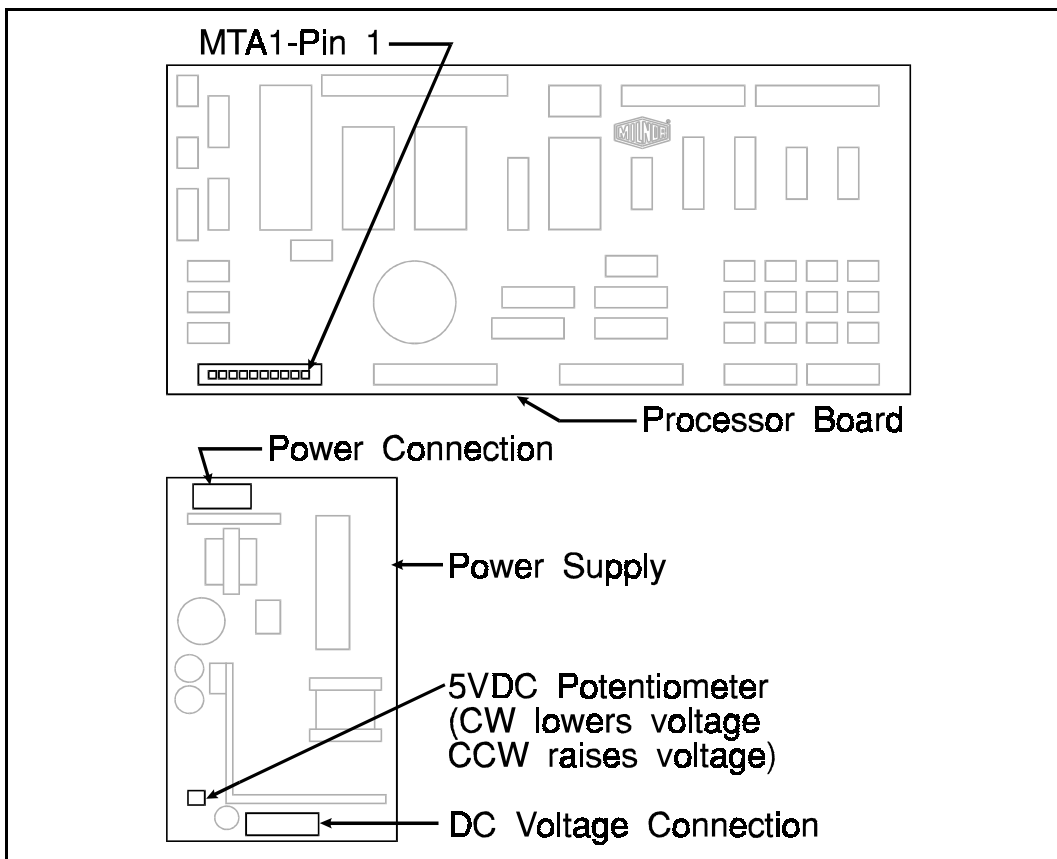 MTA1-Pin 1
MILNOR
Processor Board
Power Connection
Power Supply
5VDC Potentiometer
(CW lowers voltage
CCW raises voltage)
DC Voltage Connection